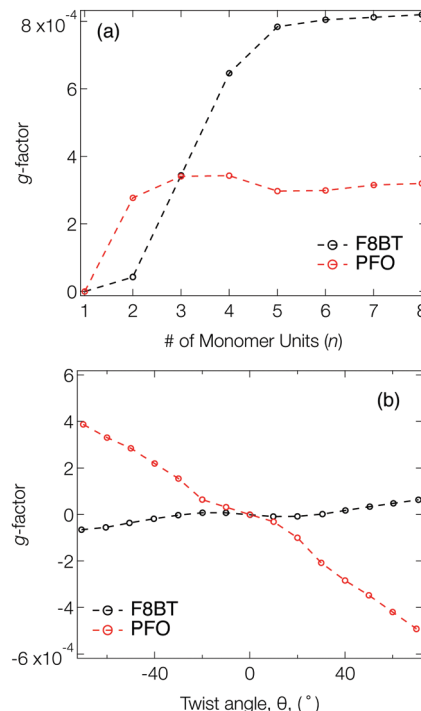 8 x10⁻⁴
(a)
6
4
2
0
g-factor
F8BT
PFO
1 2 3 4 5 6 7 8
# of Monomer Units (n)
6
(b)
4
2
0
-2
-4
-6 x10⁻⁴
g-factor
F8BT
PFO
-40 0 40
Twist angle, θ, (°)